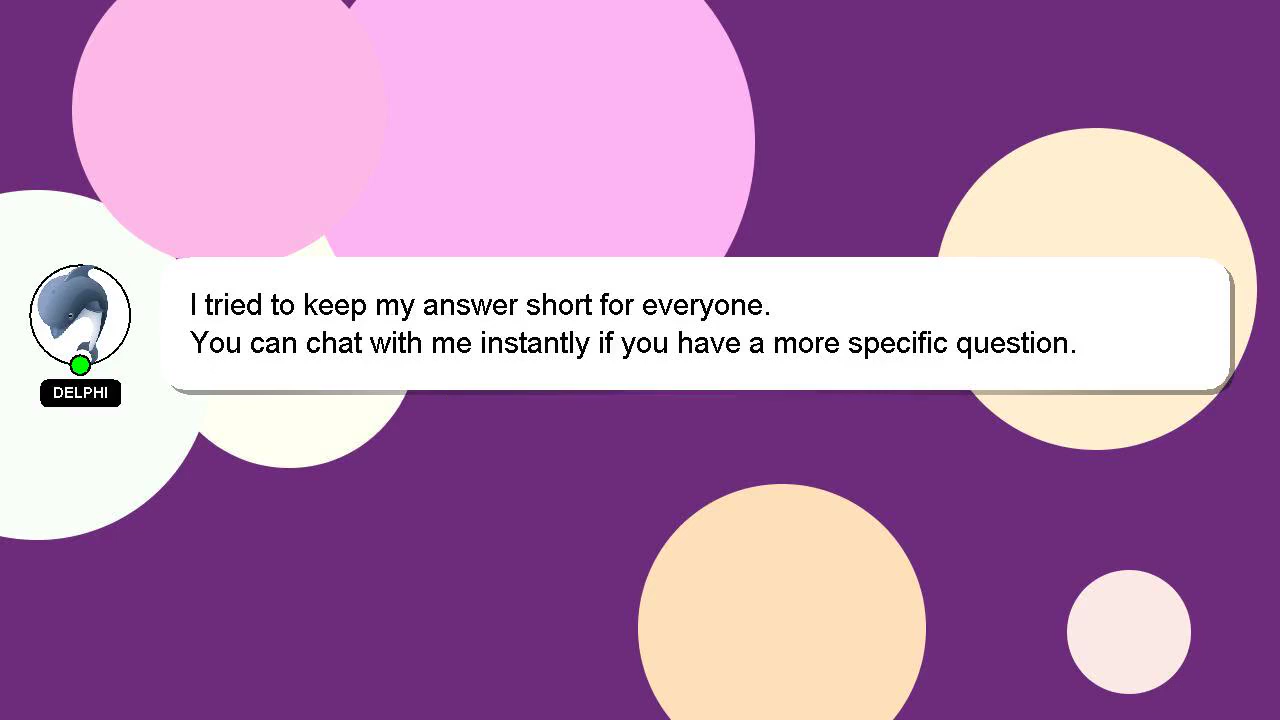 I tried to keep my answer short for everyone.
You can chat with me instantly if you have a more specific question.
DELPHI